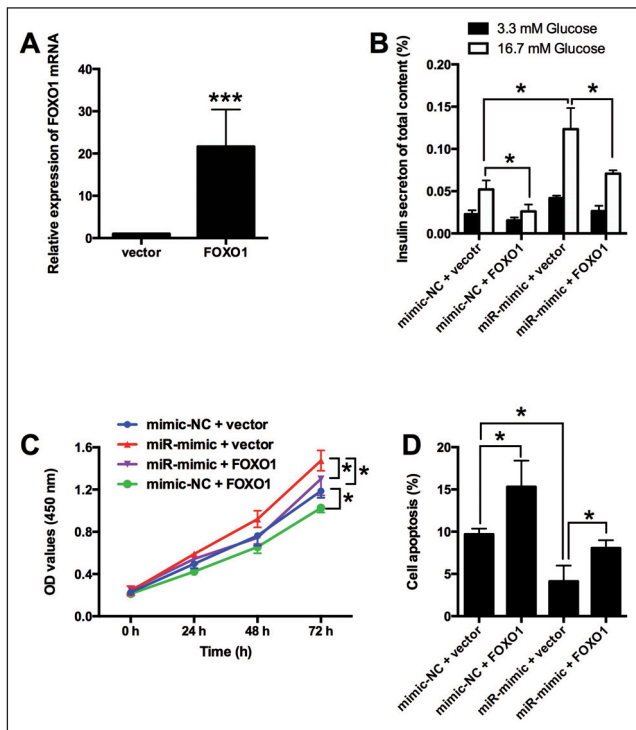 A
Relative expression of FOXO1 mRNA
40
30
20
10
0
***
vector
FOXO1
B
3.3 mM Glucose
16.7 mM Glucose
Insulin secreton of total content (%)
0.20
0.15
0.10
0.05
0.00
*
*
*
mimic-NC + vecotr
mimic-NC + FOXO1
miR-mimic + vector
miR-mimic + FOXO1
C
mimic-NC + vector
miR-mimic + vector
miR-mimic + FOXO1
mimic-NC + FOXO1
OD values (450 nm)
1.6
1.2
0.8
0.4
0.0
*
*
*
0 h
24 h
48 h
72 h
Time (h)
D
Cell apoptosis (%)
20
15
10
5
0
*
*
*
mimic-NC + vector
mimic-NC + FOXO1
miR-mimic + vector
miR-mimic + FOXO1